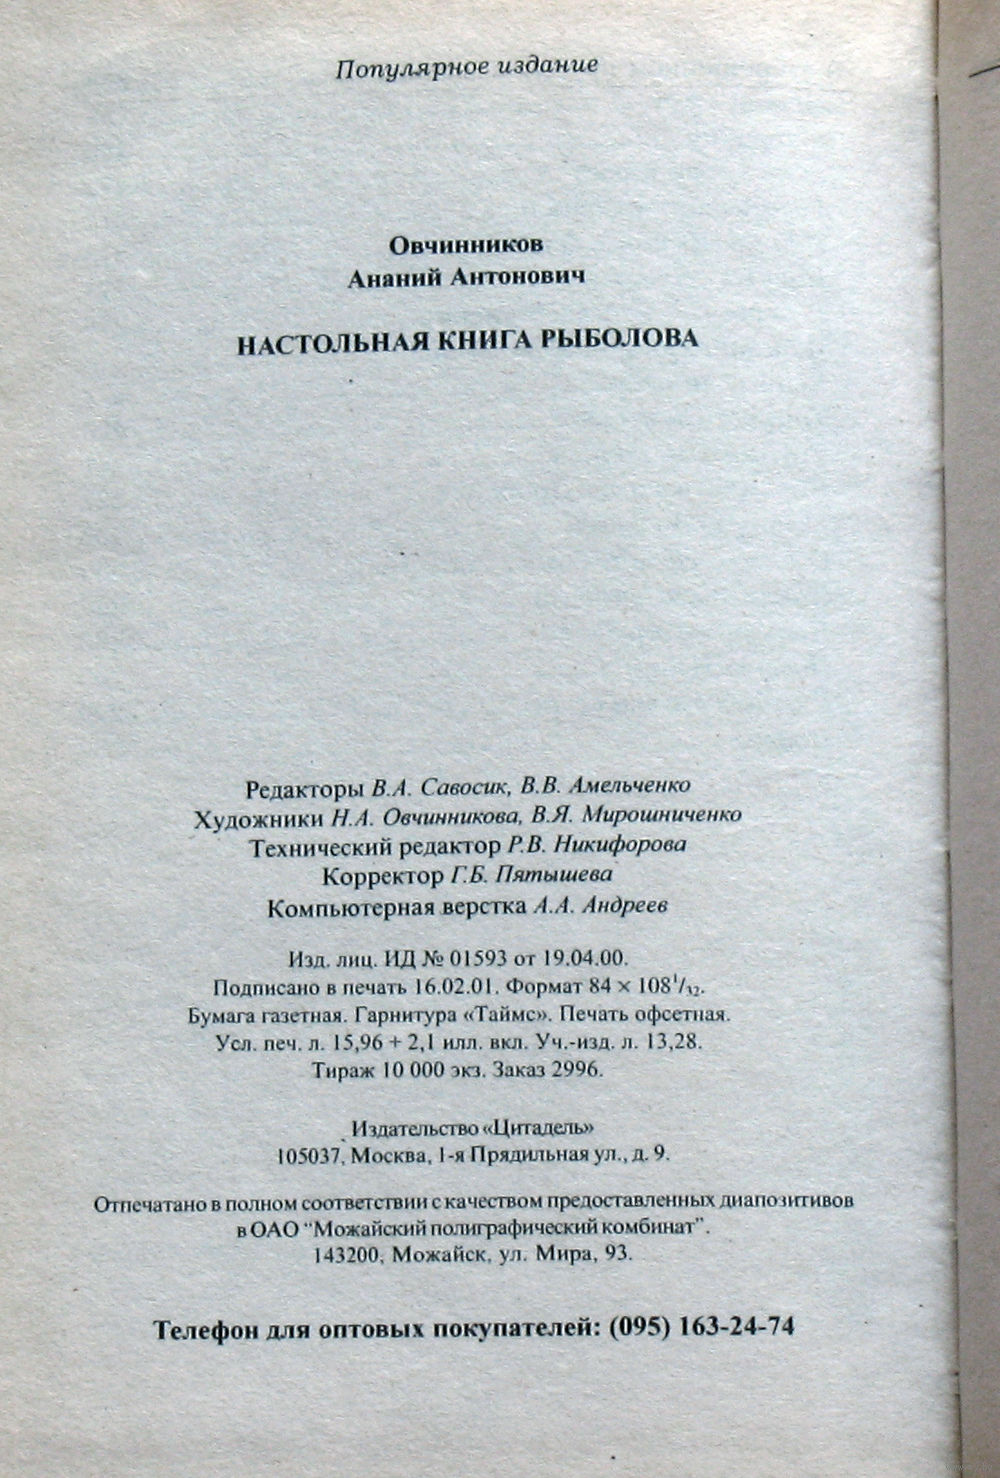 Популярное издание
Овчинников
Ананий Антонович
НАСТОЛЬНАЯ КНИГА РЫБОЛОВА
Редакторы В.А. Савосик, В.В. Амельченко
Художники Н.А. Овчинникова, В.Я. Мирошниченко
Технический редактор Р.В. Никифорова
Корректор Г.Б. Пятышева
Компьютерная верстка А.А. Андреев
Изд. лиц. ИД № 01593 от 19.04.00.
Подписано в печать 16.02.01. Формат 84 × 108¹/₃₂.
Бумага газетная. Гарнитура «Таймс». Печать офсетная.
Усл. печ. л. 15,96 + 2,1 илл. вкл. Уч.-изд. л. 13,28.
Тираж 10 000 экз. Заказ 2996.
Издательство «Цитадель»
105037, Москва, 1-я Прядильная ул., д. 9.
Отпечатано в полном соответствии с качеством предоставленных диапозитивов
в ОАО "Можайский полиграфический комбинат".
143200, Можайск, ул. Мира, 93.
Телефон для оптовых покупателей: (095) 163-24-74